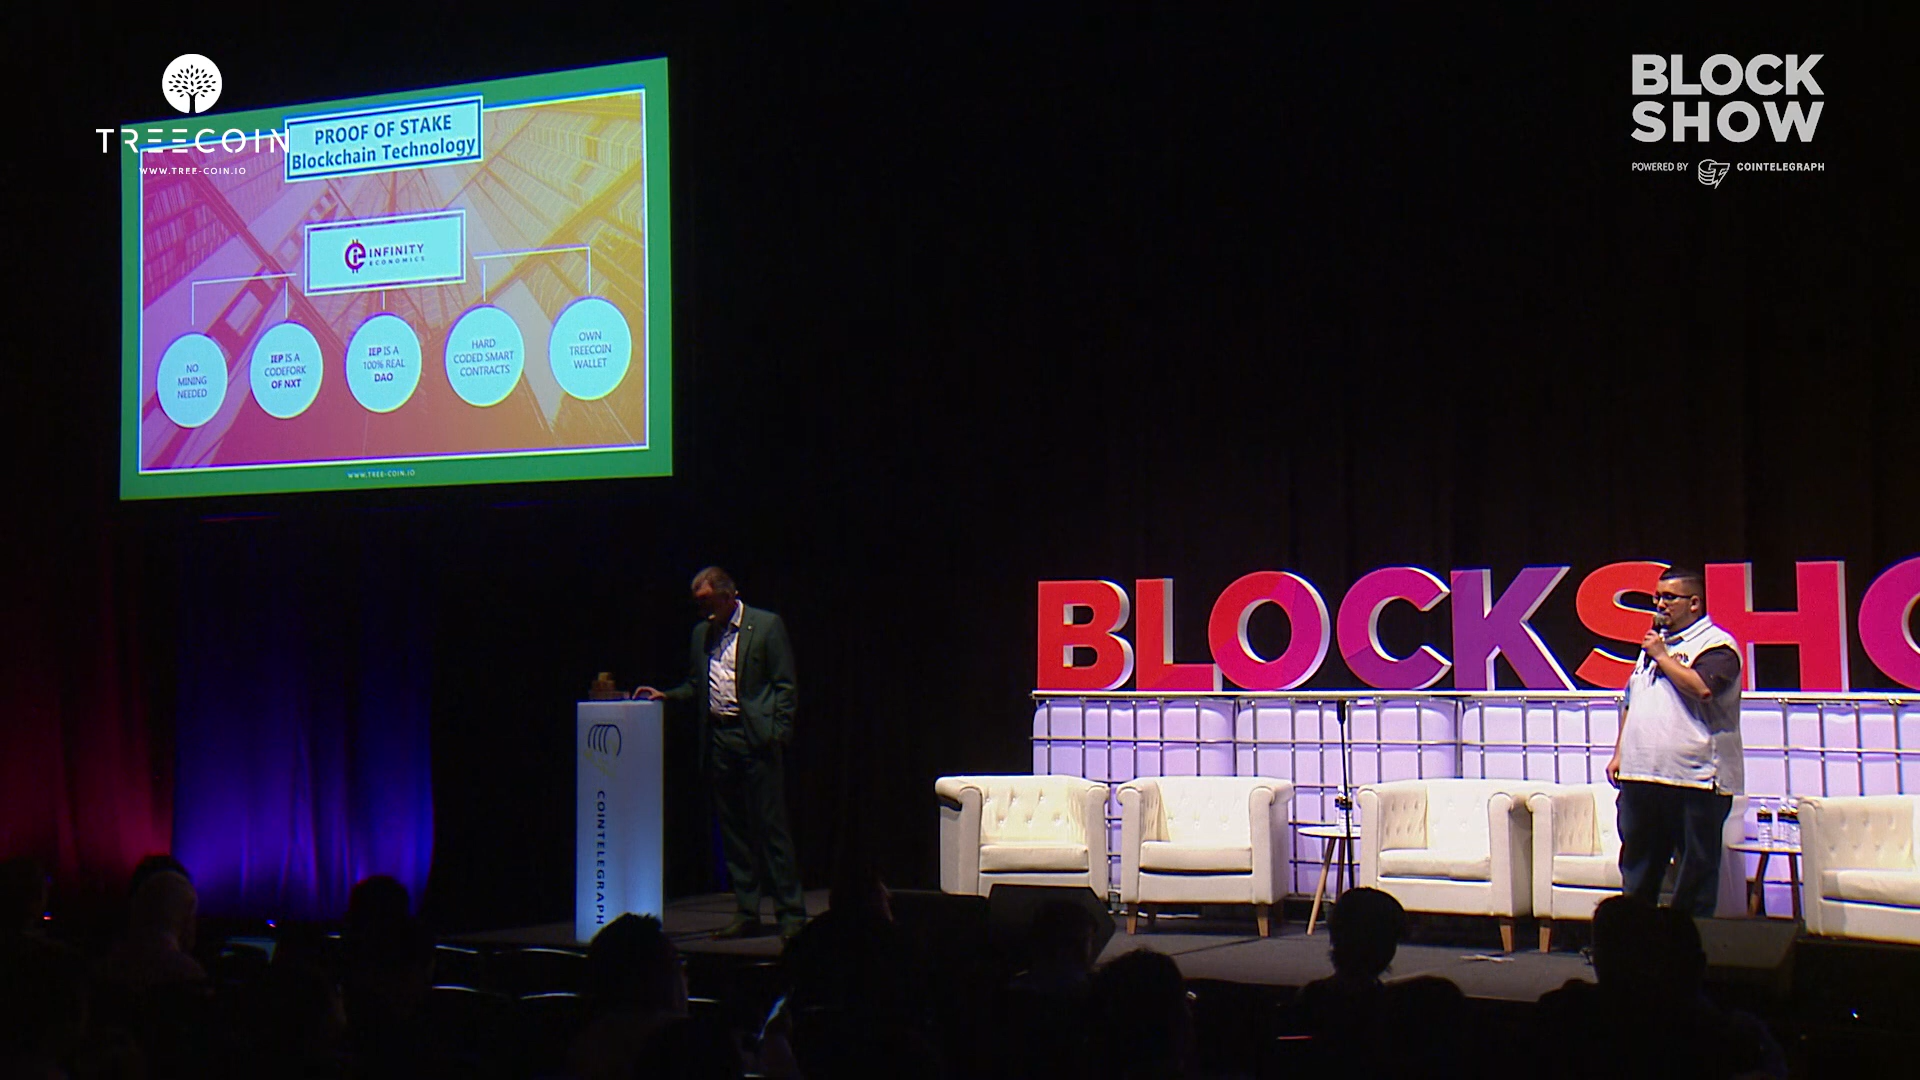 TREECOIN
WWW.TREE-COIN.IO
PROOF OF STAKE
Blockchain Technology
INFINITY
ECONOMICS
NO
MINING
NEEDED
IEP IS A
CODEFORK
OF NXT
IEP IS A
100% REAL
DAO
HARD
CODED SMART
CONTRACTS
OWN
TREECOIN
WALLET
WWW.TREE-COIN.IO
BLOCK
SHOW
POWERED BY COINTELEGRAPH
BLOCKSHO
COINTELEGRAPH